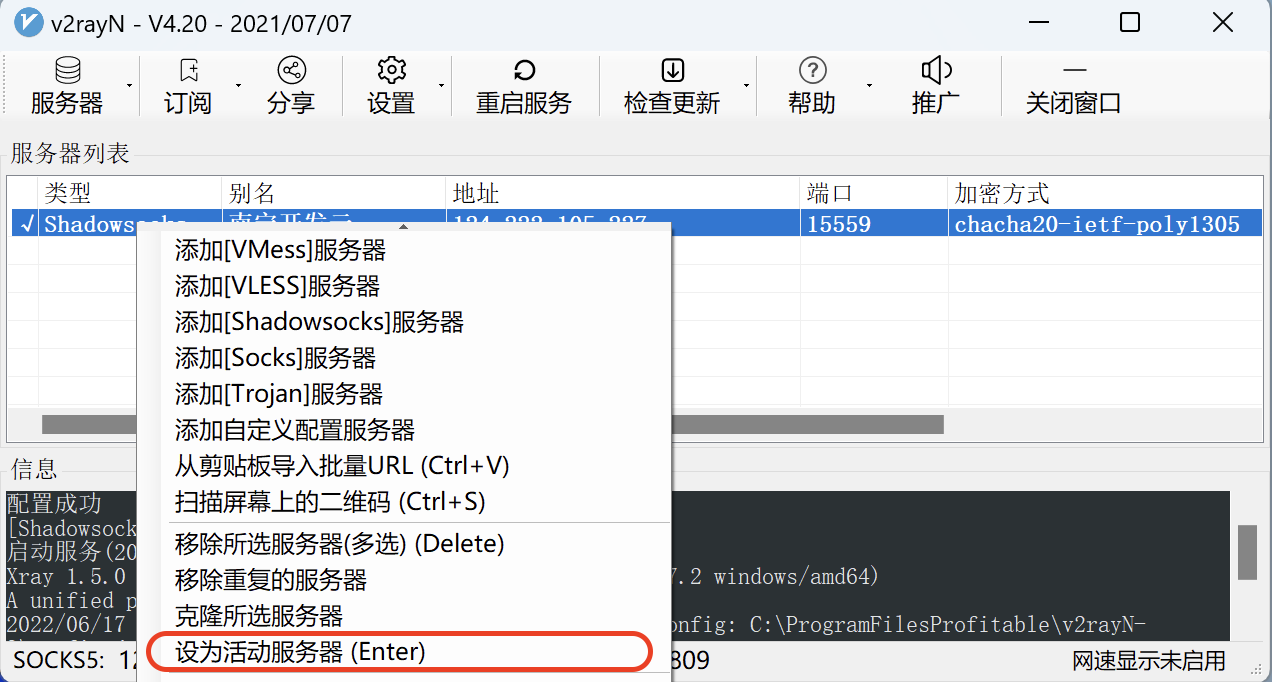 v2rayN - V4.20 - 2021/07/07
服务器 订阅 分享 设置 重启服务 检查更新 帮助 推广 关闭窗口
服务器列表
类型 别名 地址 端口 加密方式
√ Shadowsocks 15559 chacha20-ietf-poly1305
添加[VMess]服务器
添加[VLESS]服务器
添加[Shadowsocks]服务器
添加[Socks]服务器
添加[Trojan]服务器
添加自定义配置服务器
从剪贴板导入批量URL (Ctrl+V)
扫描屏幕上的二维码 (Ctrl+S)
移除所选服务器(多选) (Delete)
移除重复的服务器
克隆所选服务器
设为活动服务器 (Enter)
信息
配置成功
[Shadowsock
启动服务(20
Xray 1.5.0 7.2 windows/amd64)
A unified p
2022/06/17 onfig: C:\ProgramFilesProfitable\v2rayN-
SOCKS5: 12 809 网速显示未启用